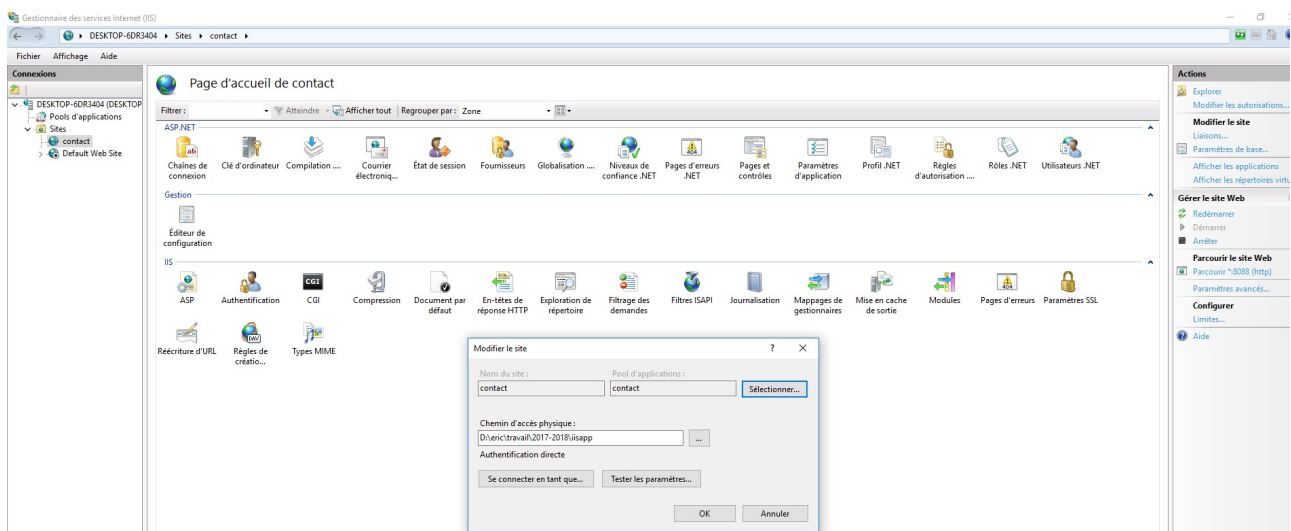 Gestionnaire des services Internet (IIS)
DESKTOP-6DR3404 Sites contact
Fichier Affichage Aide
Connexions
DESKTOP-6DR3404 (DESKTOP
Pools d'applications
Sites
contact
Default Web Site
Page d'accueil de contact
Filtrer : Atteindre Afficher tout Regrouper par : Zone
ASP.NET
Chaînes de connexion
Clé d'ordinateur
Compilation ....
Courrier électroniq...
État de session
Fournisseurs
Globalisation ....
Niveaux de confiance .NET
Pages d'erreurs .NET
Pages et contrôles
Paramètres d'application
Profil .NET
Règles d'autorisation ....
Rôles .NET
Utilisateurs .NET
Gestion
Éditeur de configuration
IIS
ASP
Authentification
CGI
CGI
Compression
Document par défaut
En-têtes de réponse HTTP
Exploration de répertoire
Filtrage des demandes
Filtres ISAPI
Journalisation
Mappages de gestionnaires
Mise en cache de sortie
Modules
Pages d'erreurs
Paramètres SSL
Réécriture d'URL
Règles de créatio...
Types MIME
Modifier le site
Nom du site :
Pool d'applications :
contact
contact
Sélectionner...
Chemin d'accès physique :
D:\eric\travail\2017-2018\iisapp
...
Authentification directe
Se connecter en tant que...
Tester les paramètres...
OK
Annuler
Actions
Explorer
Modifier les autorisations...
Modifier le site
Liaisons...
Paramètres de base...
Afficher les applications
Afficher les répertoires virtu
Gérer le site Web
Redémarrer
Démarrer
Arrêter
Parcourir le site Web
Parcourir *:8088 (http)
Paramètres avancés...
Configurer
Limites...
Aide